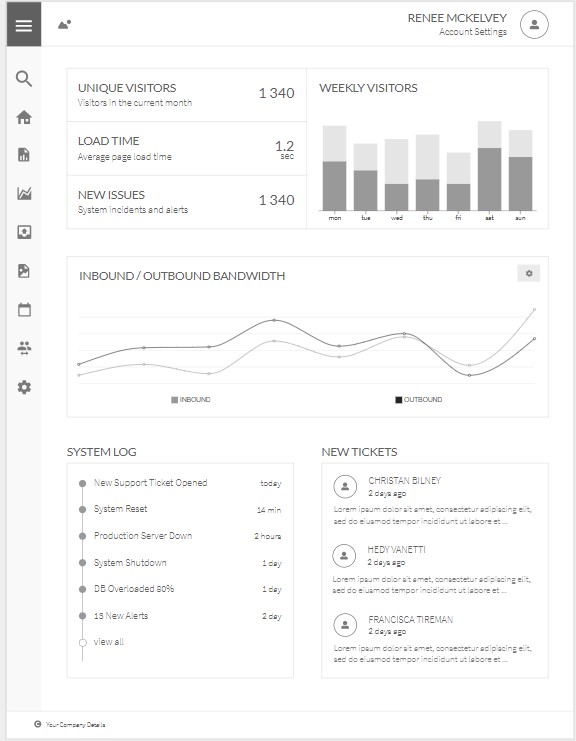 RENEE MCKELVEY
Account Settings
UNIQUE VISITORS
Visitors in the current month
1 340
LOAD TIME
Average page load time
1.2
sec
NEW ISSUES
System incidents and alerts
1 340
WEEKLY VISITORS
mon tue wed thu fri sat sun
INBOUND / OUTBOUND BANDWIDTH
INBOUND
OUTBOUND
SYSTEM LOG
New Support Ticket Opened today
System Reset 14 min
Production Server Down 2 hours
System Shutdown 1 day
DB Overloaded 80% 1 day
13 New Alerts 2 day
view all
NEW TICKETS
CHRISTAN BILNEY
2 days ago
Lorem ipsum dolor sit amet, consectetur adipiscing elit,
sed do eiusmod tempor incididunt ut labore et ...
HEDY VANETTI
2 days ago
Lorem ipsum dolor sit amet, consectetur adipiscing elit,
sed do eiusmod tempor incididunt ut labore et ...
FRANCISCA TIREMAN
2 days ago
Lorem ipsum dolor sit amet, consectetur adipiscing elit,
sed do eiusmod tempor incididunt ut labore et ...
© Your Company Details.